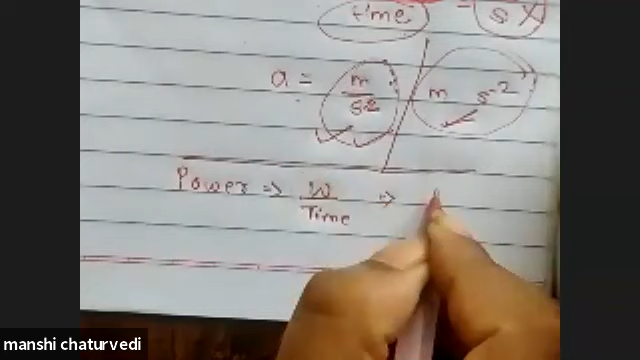 time s
a = m/s2 m s-2
Power => W/Time =>
manshi chaturvedi